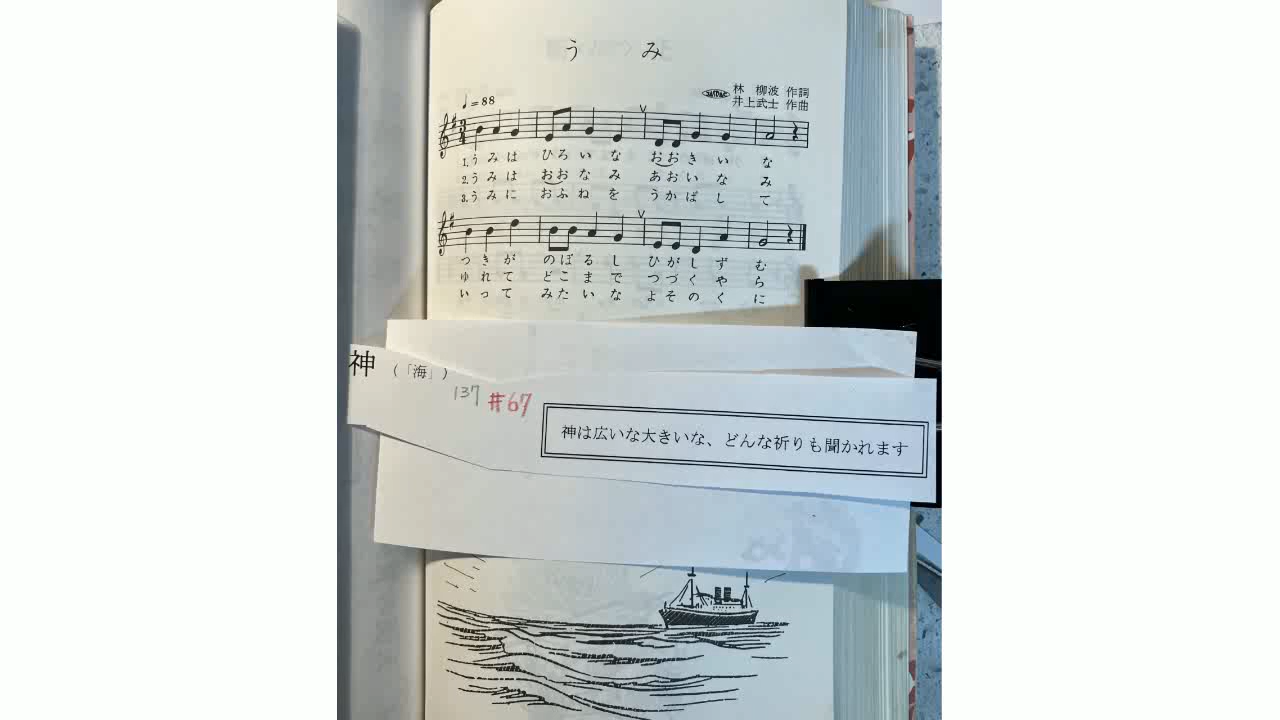 うみ
JASRAC 林 柳波 作詞
井上武士 作曲
♩=88
1.うみは ひろいな おおきいな
2.うみは おおなみ あおいなみ
3.うみに おふねを うかばして
つきが のぼるし ひがしずむ
ゆれて どこまで つづくやら
いって みたいな よそのくに
神 (「海」)
137 #67
神は広いな大きいな、どんな祈りも聞かれます